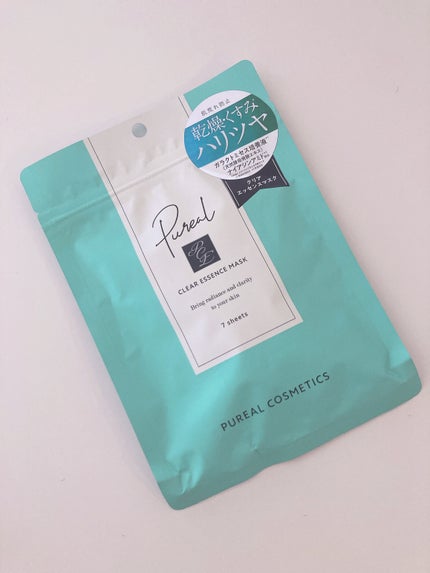 肌荒れ防止
乾燥・くすみ
ハリ・ツヤ
ガラクトミセス培養液
ナイアシンアミド
クリア
エッセンスマスク
Pureal
CLEAR ESSENCE MASK
Being radiance and clarity
to your skin
7 sheets
PUREAL COSMETICS